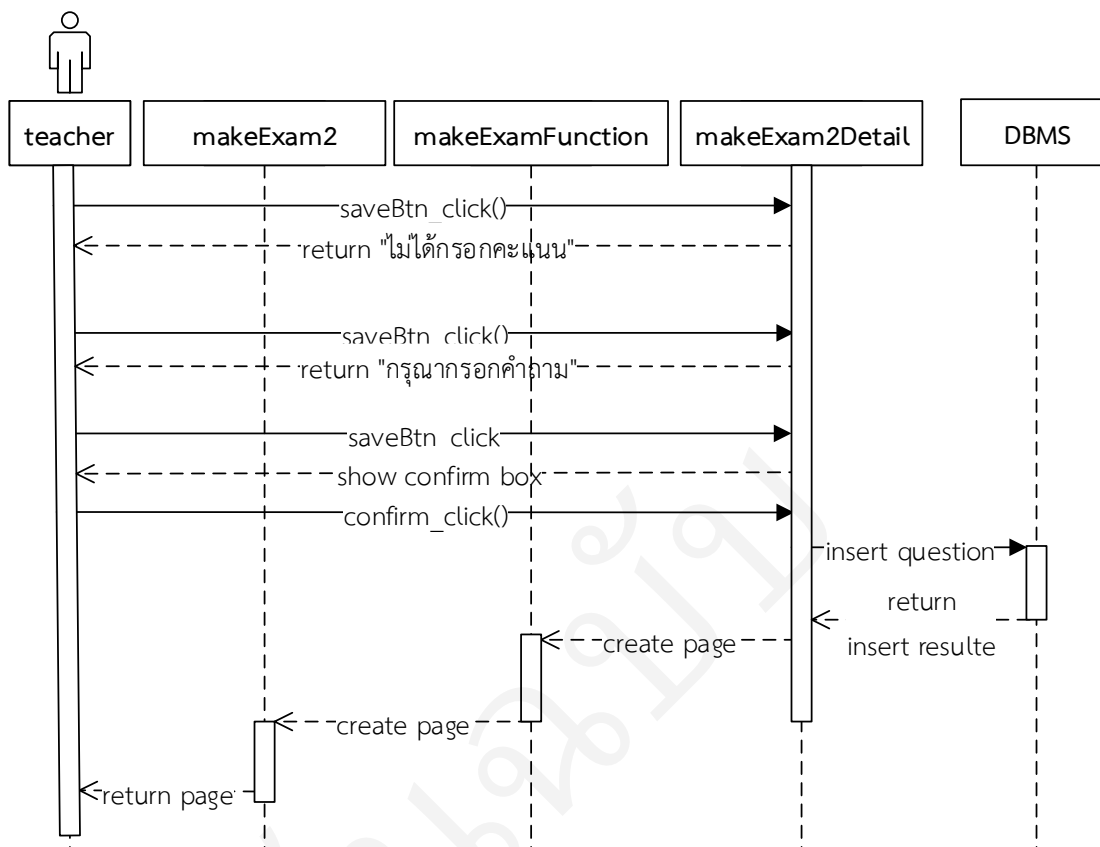 teacher
makeExam2
makeExamFunction
makeExam2Detail
DBMS
saveBtn_click()
return "ไม่ได้กรอกคะแนน"
saveBtn_click()
return "กรุณากรอกคำถาม"
saveBtn_click
show confirm box
confirm_click()
insert question
return
insert resulte
create page
create page
return page